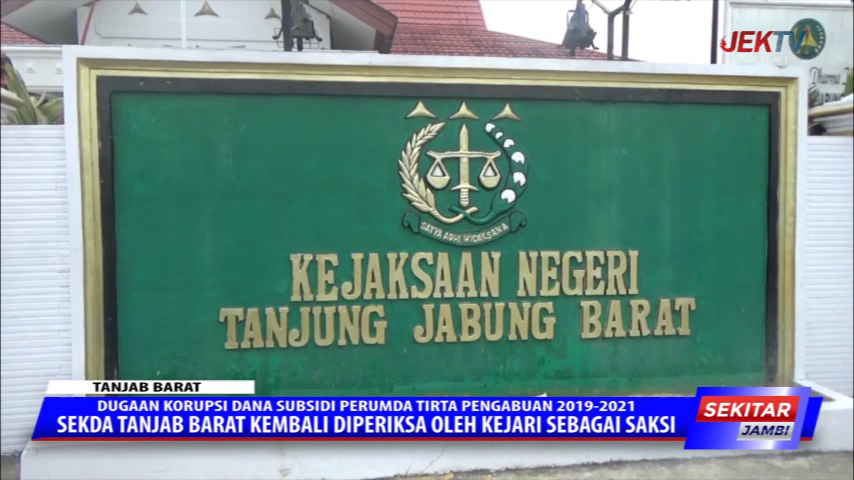 JEKTV
SATYA ADHI WICAKSANA
KEJAKSAAN NEGERI
TANJUNG JABUNG BARAT
TANJAB BARAT
DUGAAN KORUPSI DANA SUBSIDI PERUMDA TIRTA PENGABUAN 2019-2021
SEKDA TANJAB BARAT KEMBALI DIPERIKSA OLEH KEJARI SEBAGAI SAKSI
SEKITAR
JAMBI